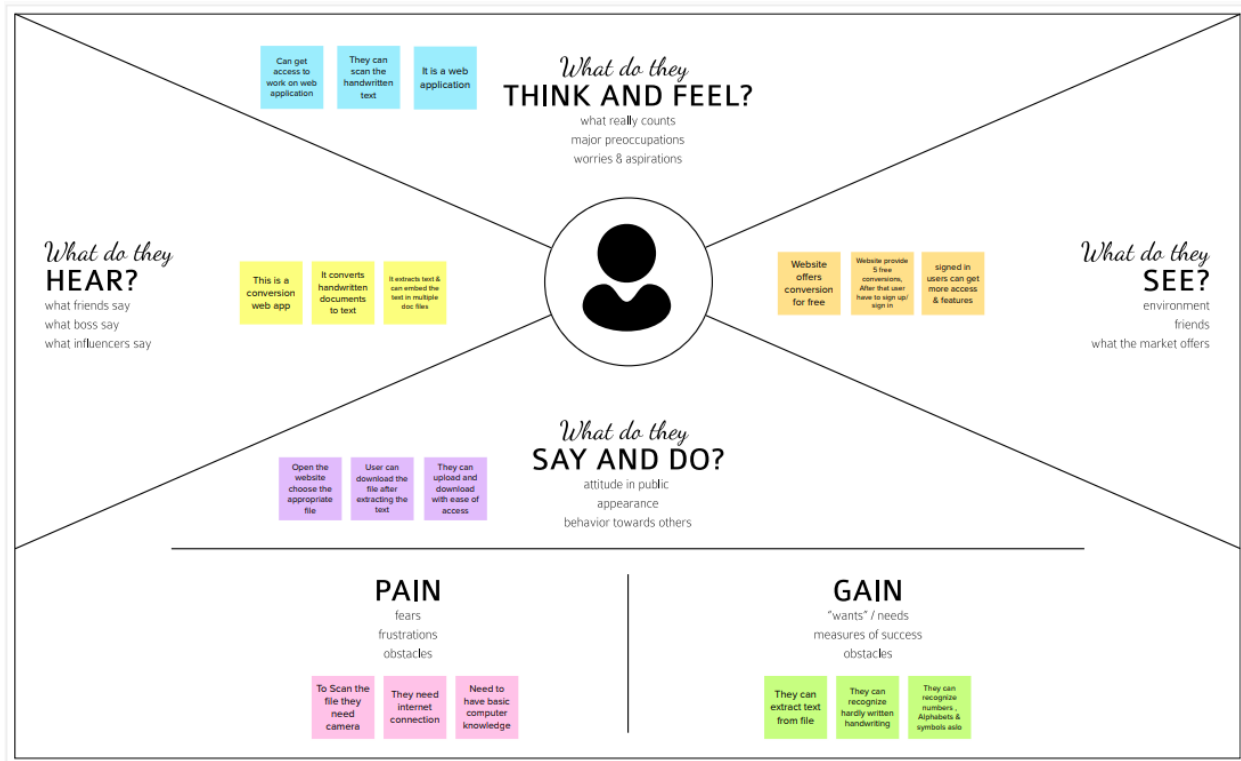 Can get
access to
work on web
application
They can
scan the
handwritten
text
It is a web
application
What do they
THINK AND FEEL?
what really counts
major preoccupations
worries & aspirations
What do they
HEAR?
what friends say
what boss say
what influencers say
This is a
conversion
web app
It converts
handwritten
documents
to text
It extracts text &
can embed the
text in multiple
doc files
Website
offers
conversion
for free
Website provide
5 free
conversions,
After that user
have to sign up/
sign in
signed in
users can get
more access
& features
What do they
SEE?
environment
friends
what the market offers
What do they
SAY AND DO?
attitude in public
appearance
behavior towards others
Open the
website
choose the
appropriate
file
User can
download the
file after
extracting the
text
They can
upload and
download
with ease of
access
PAIN
fears
frustrations
obstacles
To Scan the
file they
need
camera
They need
internet
connection
Need to
have basic
computer
knowledge
GAIN
"wants" / needs
measures of success
obstacles
They can
extract text
from file
They can
recognize
hardly written
handwriting
They can
recognize
numbers ,
Alphabets &
symbols aslo